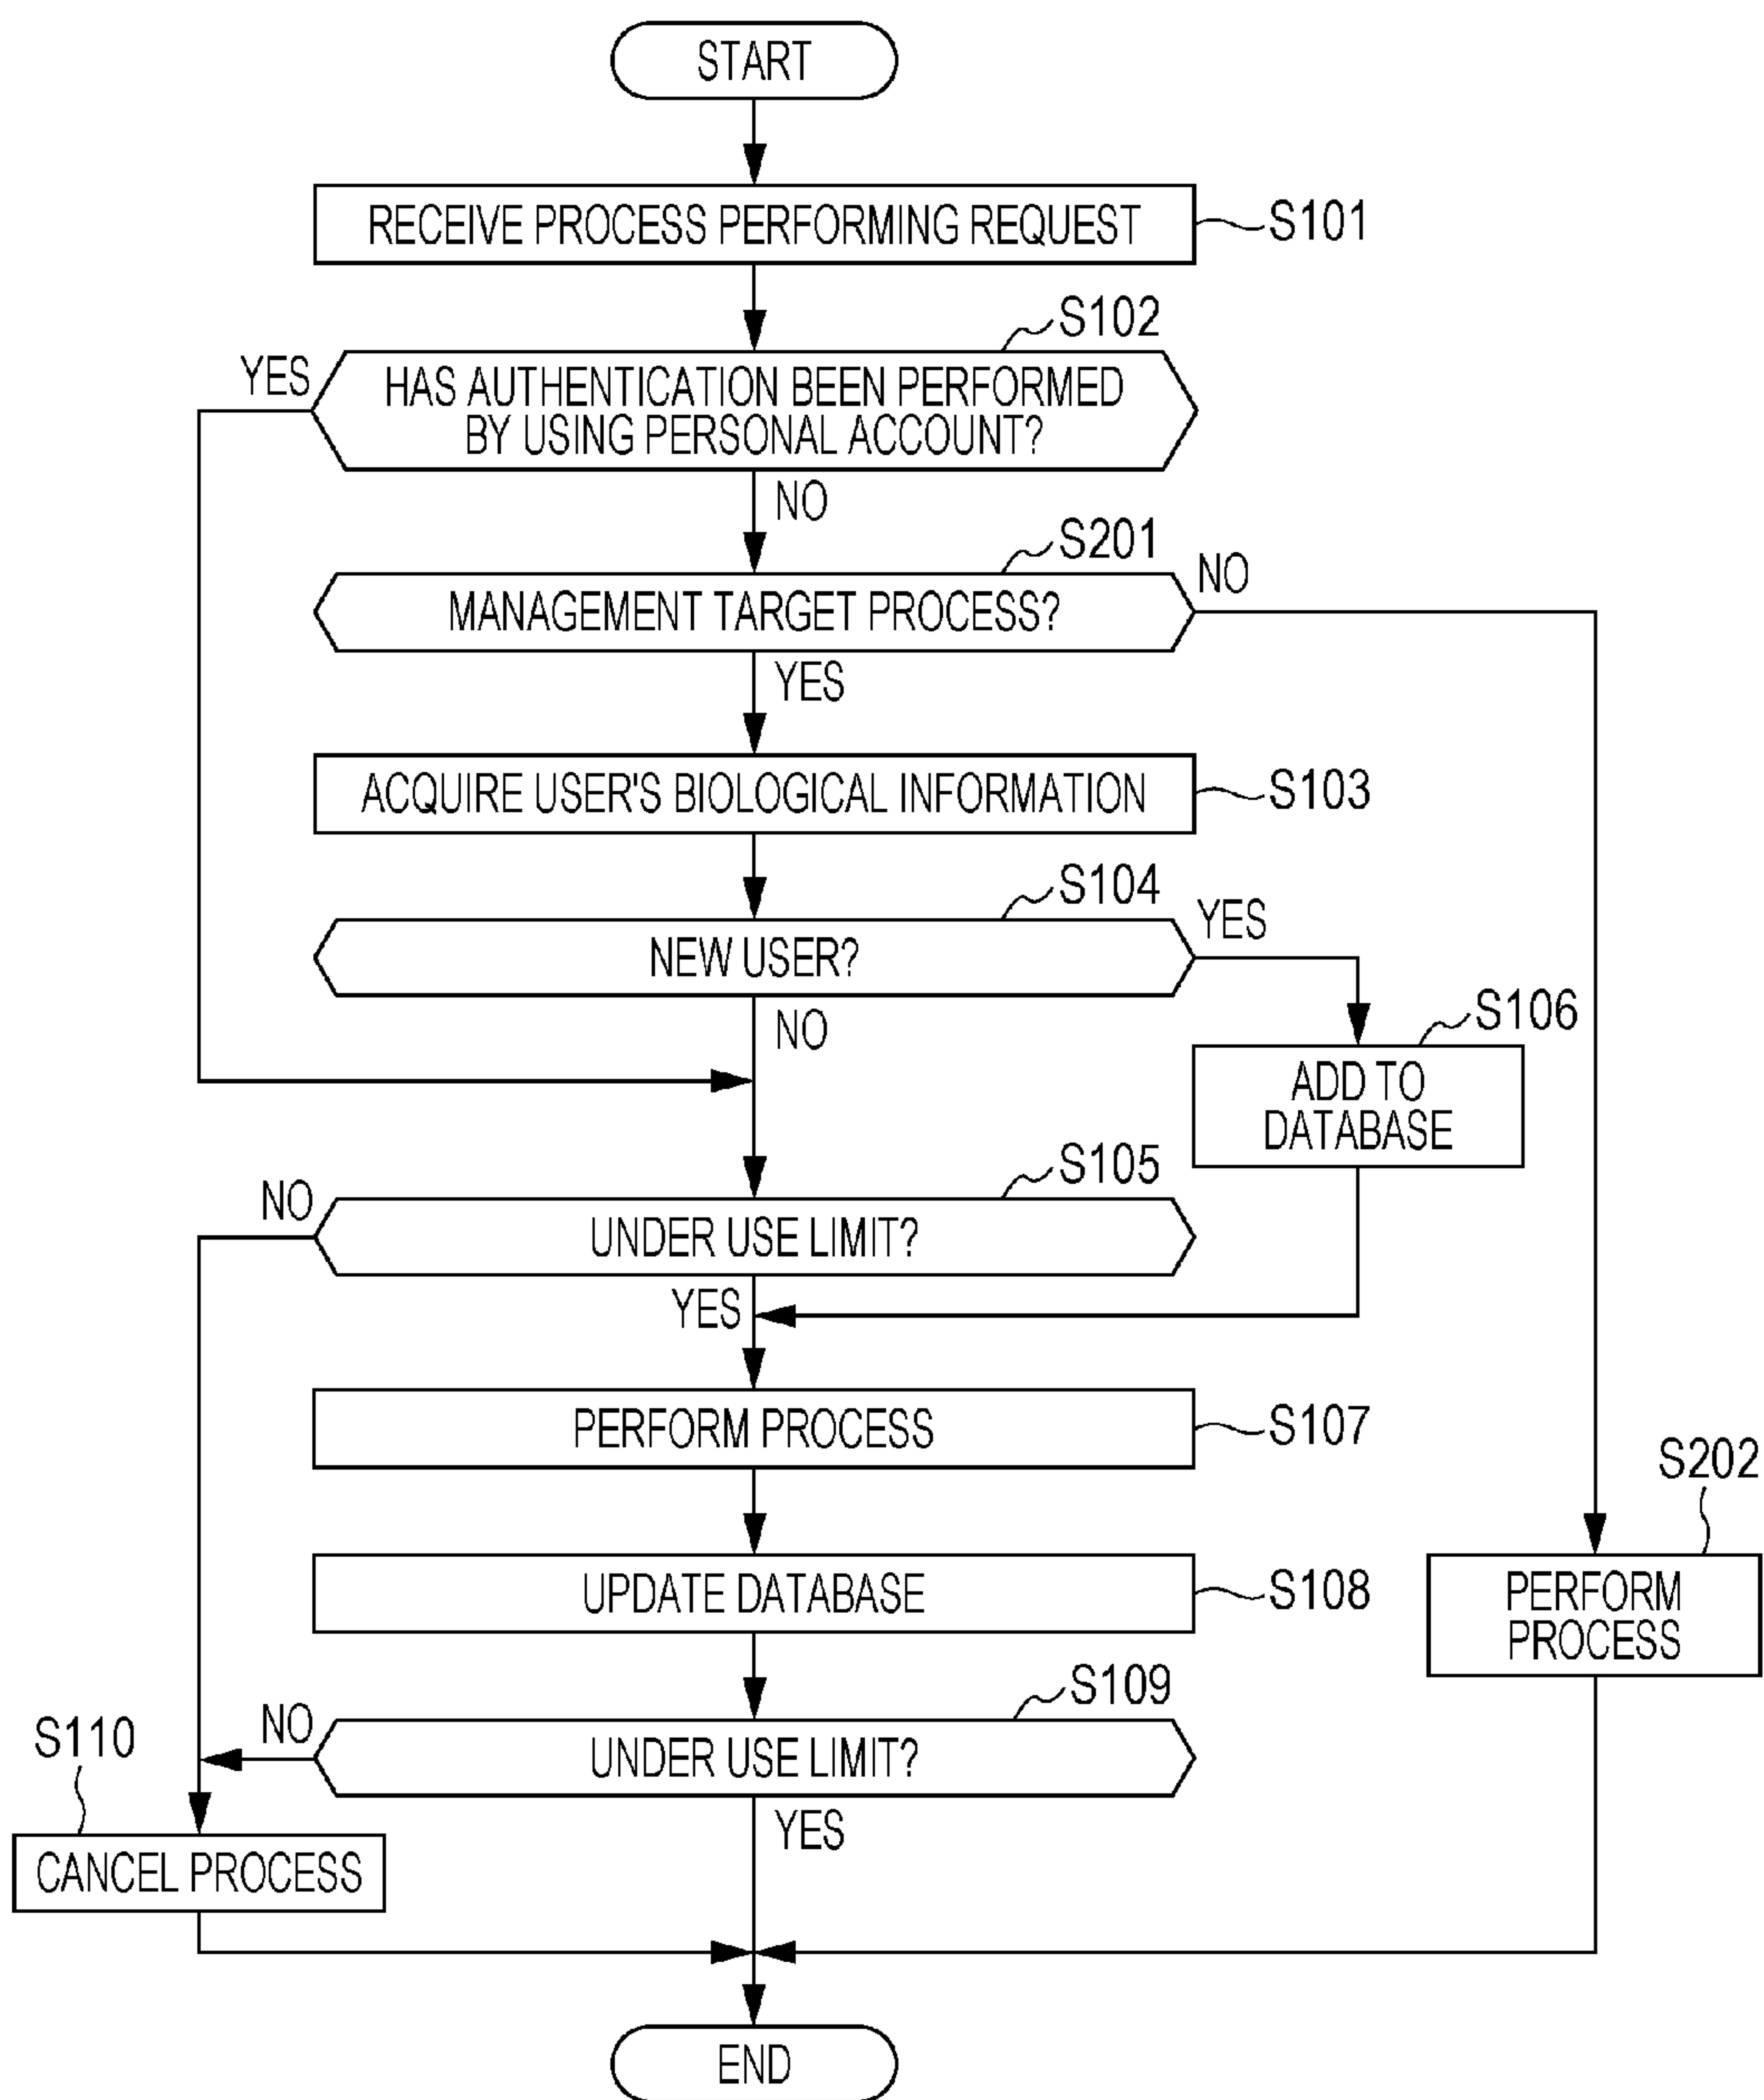 START
RECEIVE PROCESS PERFORMING REQUEST
S101
S102
YES
HAS AUTHENTICATION BEEN PERFORMED
BY USING PERSONAL ACCOUNT?
NO
S201
NO
MANAGEMENT TARGET PROCESS?
YES
ACQUIRE USER'S BIOLOGICAL INFORMATION
S103
S104
YES
NEW USER?
NO
S106
ADD TO
DATABASE
S105
NO
UNDER USE LIMIT?
YES
PERFORM PROCESS
S107
S202
UPDATE DATABASE
S108
PERFORM
PROCESS
S109
NO
S110
UNDER USE LIMIT?
YES
CANCEL PROCESS
END